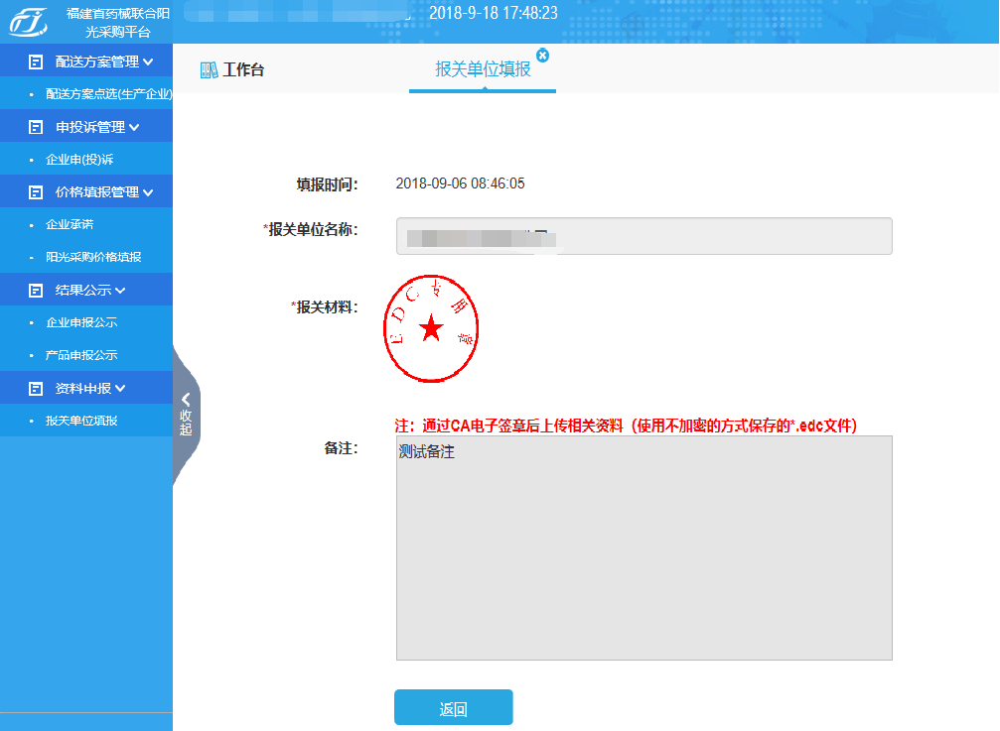 福建省药械联合阳
光采购平台
2018-9-18 17:48:23
配送方案管理
配送方案点选(生产企业)
申投诉管理
企业申(投)诉
价格填报管理
企业承诺
阳光采购价格填报
结果公示
企业申报公示
产品申报公示
资料申报
报关单位填报
收起
工作台
报关单位填报
填报时间:
2018-09-06 08:46:05
*报关单位名称:
*报关材料:
EDC专用章
注: 通过CA电子签章后上传相关资料（使用不加密的方式保存的*.edc文件）
备注:
测试备注
返回